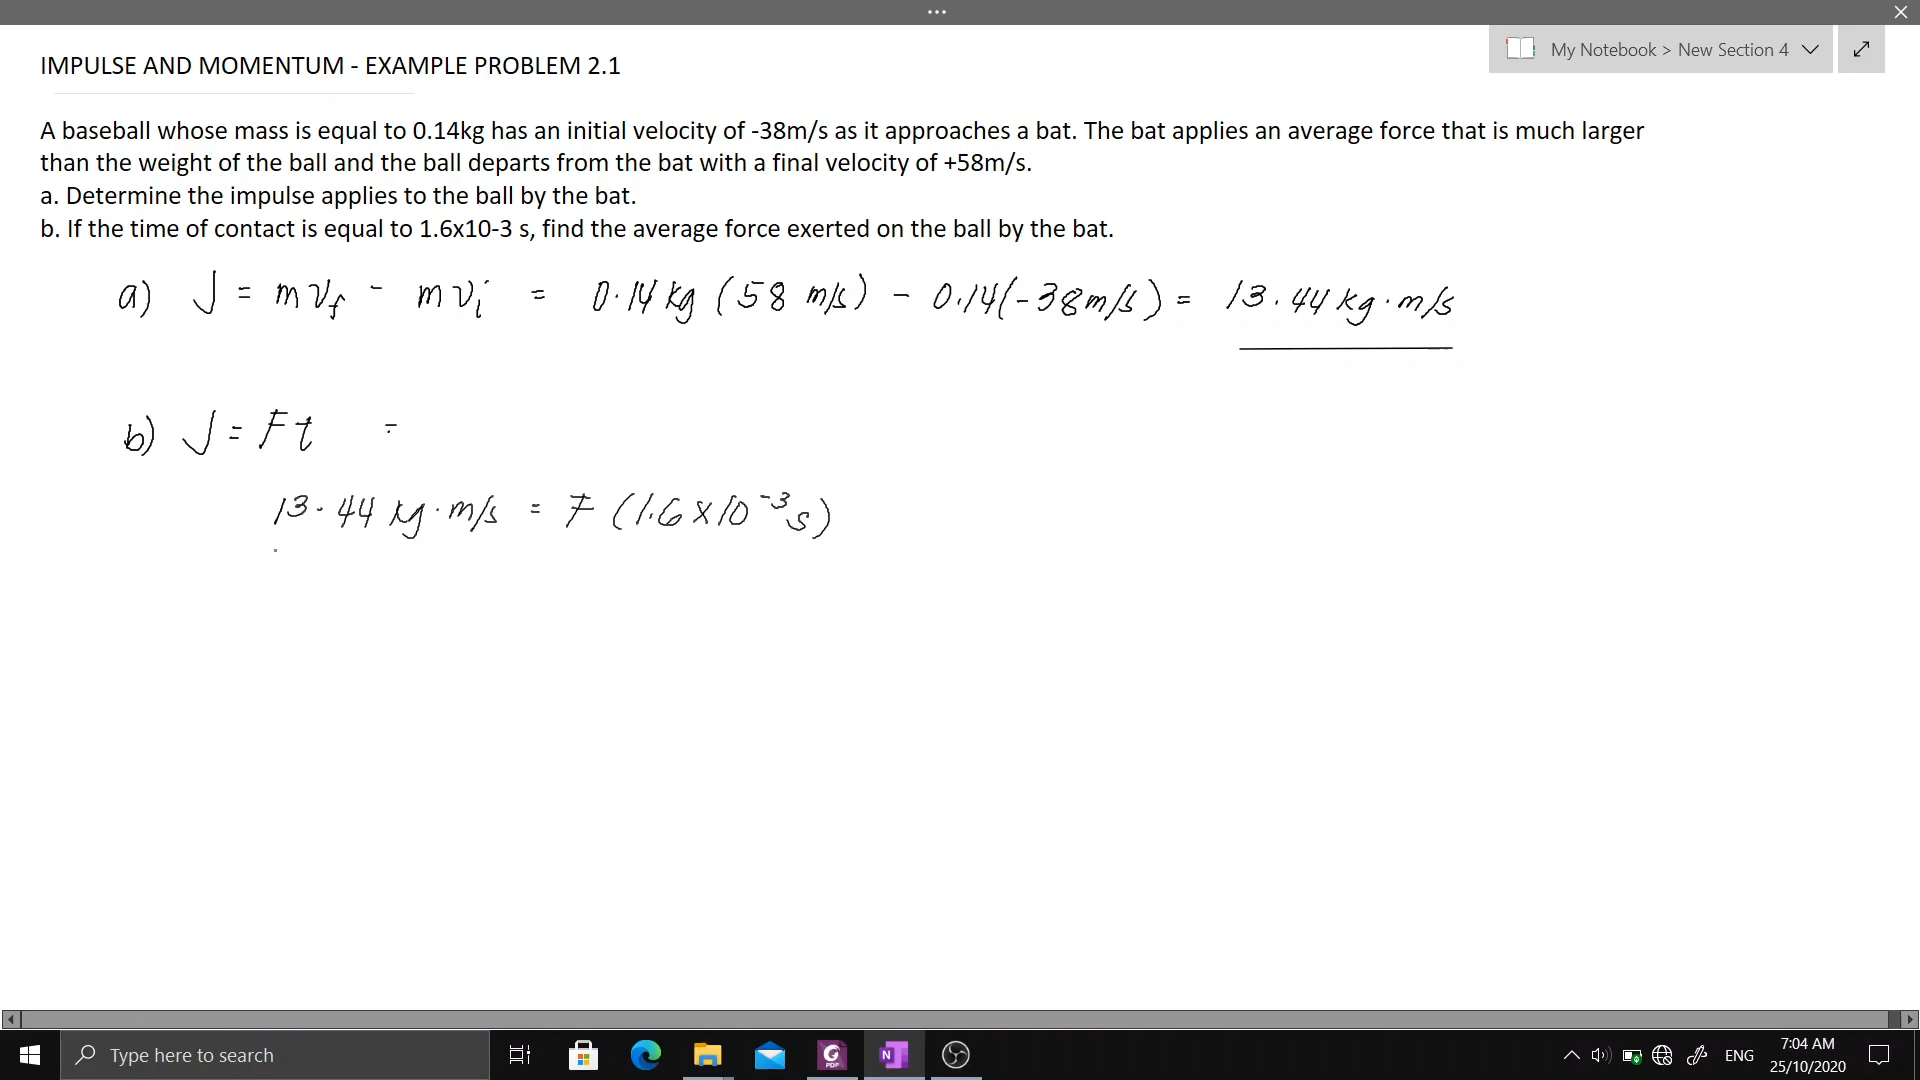 My Notebook > New Section 4
IMPULSE AND MOMENTUM - EXAMPLE PROBLEM 2.1
A baseball whose mass is equal to 0.14kg has an initial velocity of -38m/s as it approaches a bat. The bat applies an average force that is much larger
than the weight of the ball and the ball departs from the bat with a final velocity of +58m/s.
a. Determine the impulse applies to the ball by the bat.
b. If the time of contact is equal to 1.6x10-3 s, find the average force exerted on the ball by the bat.
a) J = mv_f - mv_i = 0.14 kg (58 m/s) - 0.14(-38m/s) = 13.44 kg·m/s
b) J = Ft =
13.44 kg·m/s = F (1.6 x 10⁻³ s)
Type here to search
PDF
N
ENG
7:04 AM
25/10/2020